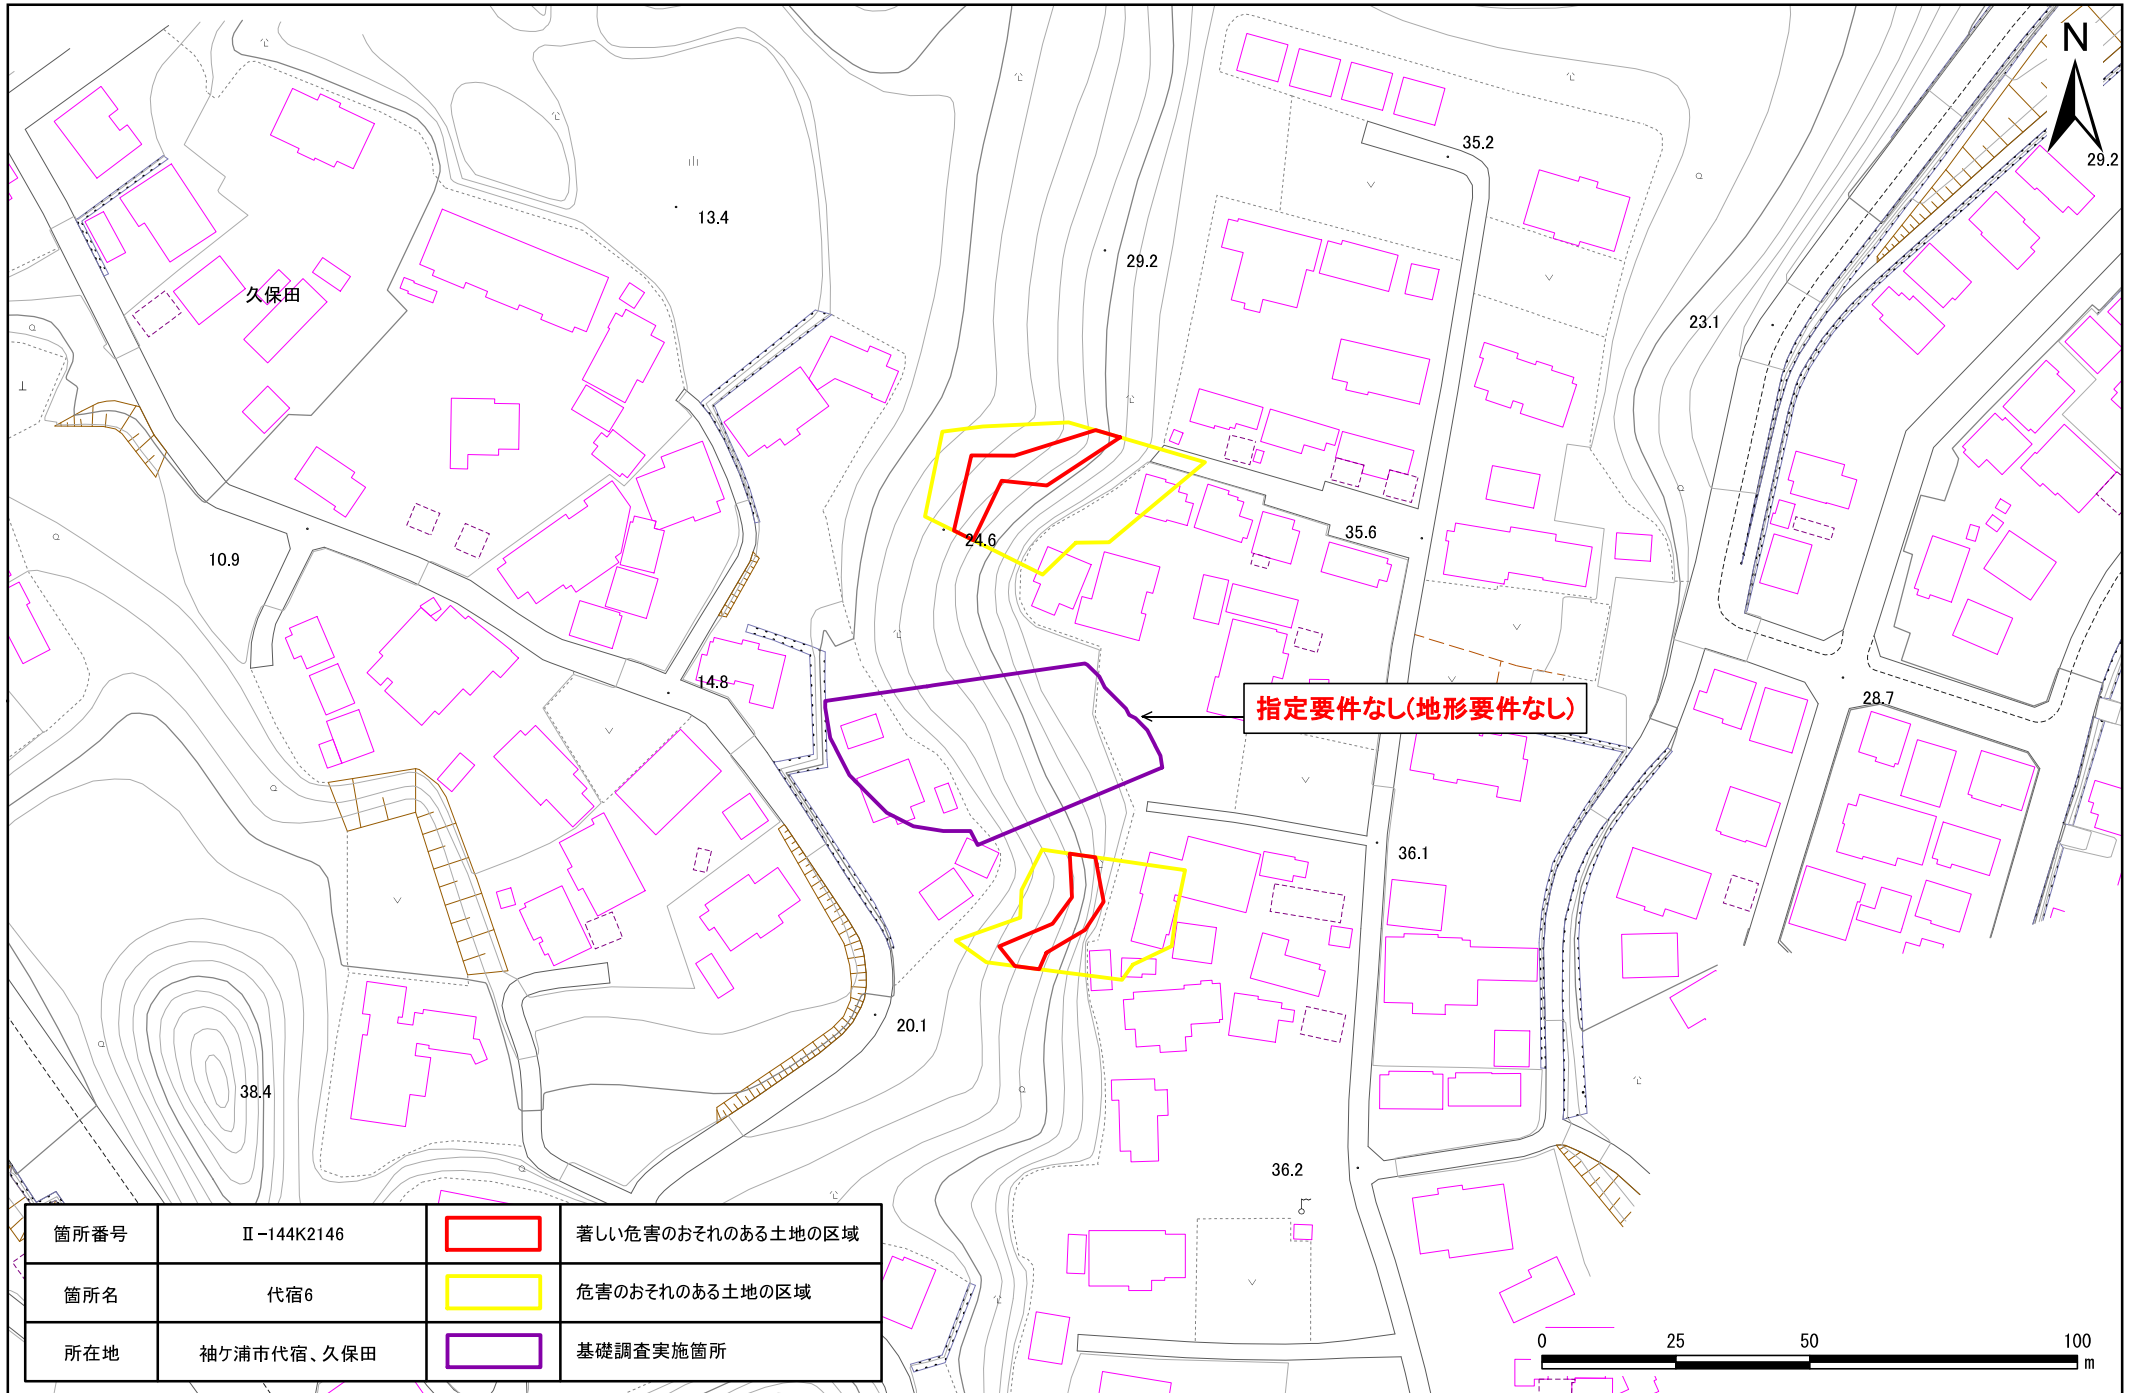 N
35.2
29.2
13.4
29.2
久保田
23.1
24.6
35.6
10.9
14.8
28.7
指定要件なし(地形要件なし)
36.1
20.1
38.4
36.2
箇所番号 Ⅱ-144K2146 著しい危害のおそれのある土地の区域
箇所名 代宿6 危害のおそれのある土地の区域
所在地 袖ケ浦市代宿、久保田 基礎調査実施箇所
0 25 50 100
m